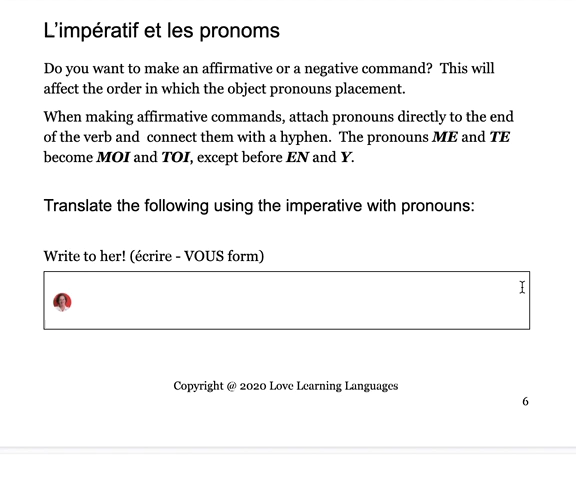 L’impératif et les pronoms
Do you want to make an affirmative or a negative command?  This will
affect the order in which the object pronouns placement.
When making affirmative commands, attach pronouns directly to the end
of the verb and  connect them with a hyphen.  The pronouns ME and TE
become MOI and TOI, except before EN and Y.
Translate the following using the imperative with pronouns:
Write to her! (écrire - VOUS form)
Copyright @ 2020 Love Learning Languages
6